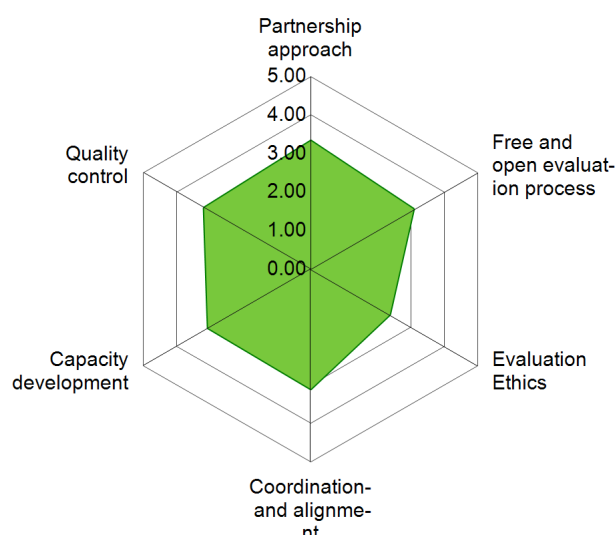 Partnership
approach
5.00
4.00
3.00
2.00
1.00
0.00
Free and
open evaluat-
ion process
Evaluation
Ethics
Coordination-
and alignme-
nt
Capacity
development
Quality
control